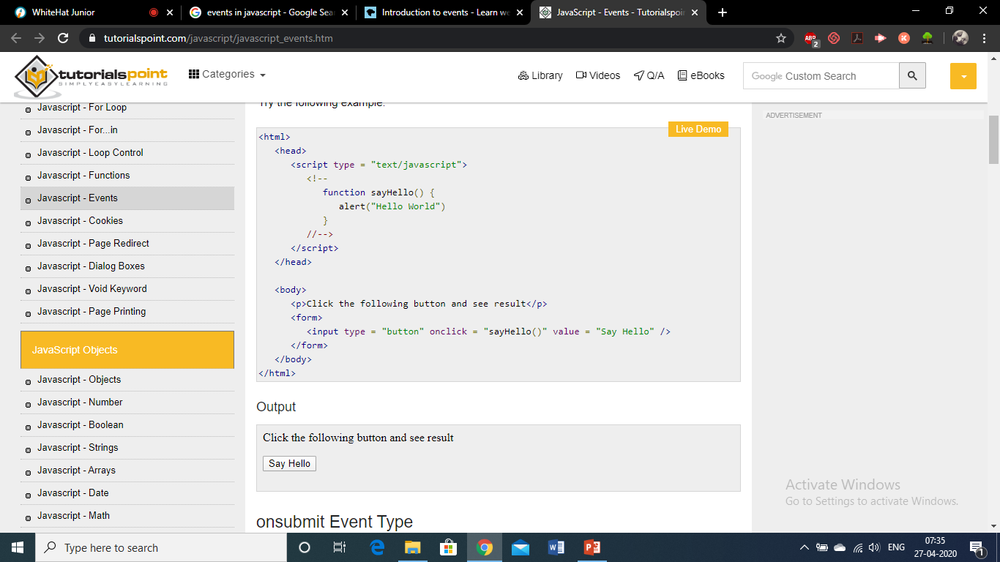 WhiteHat Junior
events in javascript - Google Sea
Introduction to events - Learn we
JavaScript - Events - Tutorialspoin
tutorialspoint.com/javascript/javascript_events.htm
ABP
2
K
tutorialspoint
SIMPLYEASYLEARNING
Categories
Library
Videos
Q/A
eBooks
Google Custom Search
Javascript - For Loop
Javascript - For...in
Javascript - Loop Control
Javascript - Functions
Javascript - Events
Javascript - Cookies
Javascript - Page Redirect
Javascript - Dialog Boxes
Javascript - Void Keyword
Javascript - Page Printing
JavaScript Objects
Javascript - Objects
Javascript - Number
Javascript - Boolean
Javascript - Strings
Javascript - Arrays
Javascript - Date
Javascript - Math
Try the following example.
Live Demo
<html>
<head>
<script type = "text/javascript">
<!--
function sayHello() {
alert("Hello World")
}
//-->
</script>
</head>
<body>
<p>Click the following button and see result</p>
<form>
<input type = "button" onclick = "sayHello()" value = "Say Hello" />
</form>
</body>
</html>
Output
Click the following button and see result
Say Hello
onsubmit Event Type
ADVERTISEMENT
Activate Windows
Go to Settings to activate Windows.
Type here to search
ENG
07:35
27-04-2020
1